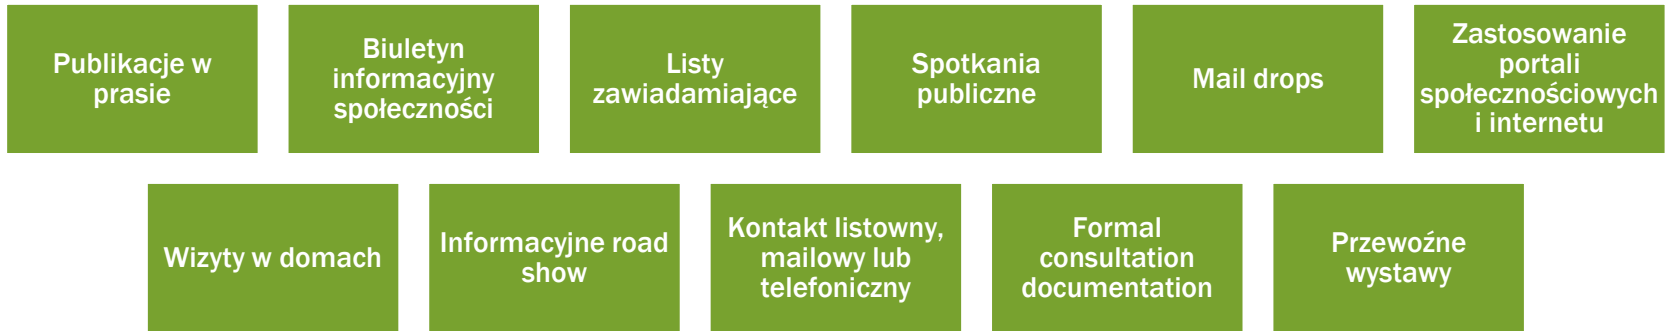 Publikacje w
prasie
Biuletyn
informacyjny
społeczności
Listy
zawiadamiające
Spotkania
publiczne
Mail drops
Zastosowanie
portali
społecznościowych
i internetu
Wizyty w domach
Informacyjne road
show
Kontakt listowny,
mailowy lub
telefoniczny
Formal
consultation
documentation
Przewoźne
wystawy